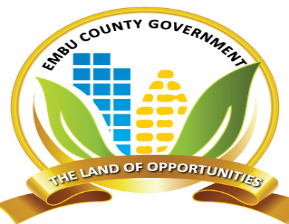 EMBU COUNTY GOVERNMENT
THE LAND OF OPPORTUNITIES